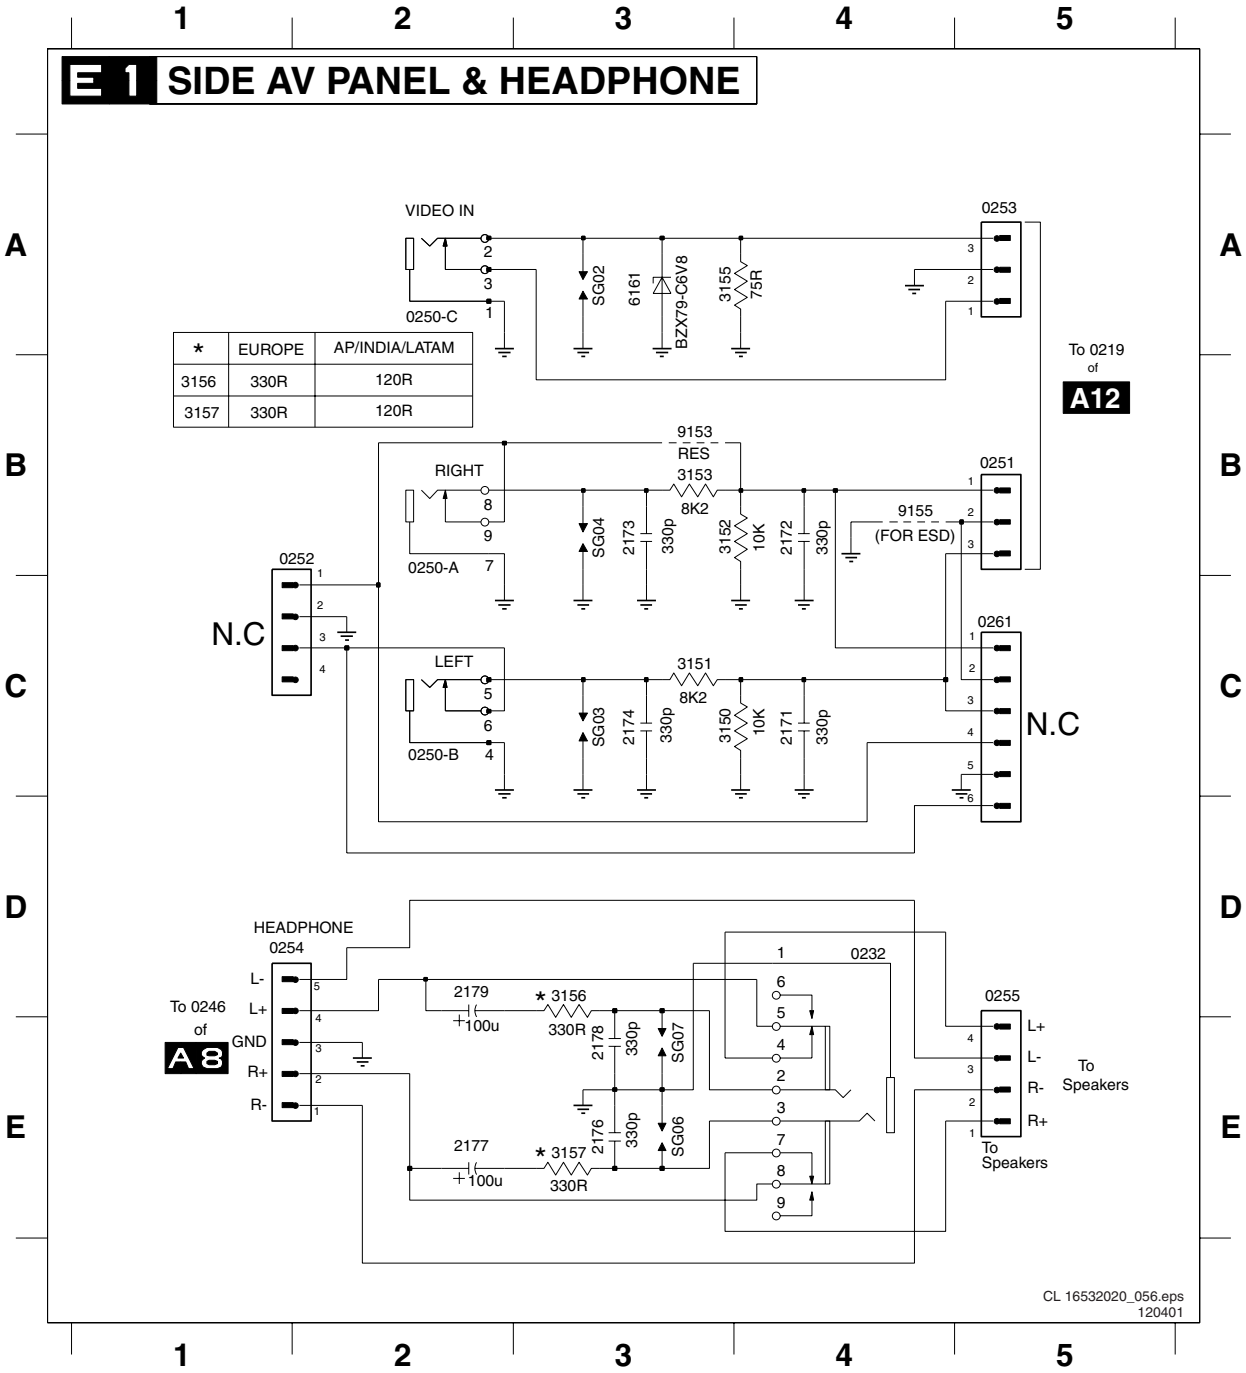 1 2 3 4 5
E 1 SIDE AV PANEL & HEADPHONE
A
A
VIDEO IN
2
3
1
0250-C
SG02
6161
BZX79-C6V8
3155
75R
0253
3
2
1
* EUROPE AP/INDIA/LATAM
3156 330R 120R
3157 330R 120R
To 0219
of
A12
B
B
9153
RES
RIGHT
8
9
7
0250-A
SG04
2173
330p
3153
8K2
3152
10K
2172
330p
9155
(FOR ESD)
0251
1
2
3
0252
1
2
3
4
N.C
C
C
LEFT
5
6
4
0250-B
SG03
2174
330p
3151
8K2
3150
10K
2171
330p
0261
1
2
3
4
5
6
N.C
D
D
HEADPHONE
0254
L-
5
L+
4
GND
3
R+
2
R-
1
To 0246
of
A 8
2179
+100u
* 3156
330R
2178
330p
SG07
2176
330p
SG06
2177
+100u
* 3157
330R
1
0232
6
5
4
2
3
7
8
9
0255
L+
4
L-
3
R-
2
R+
1
To
Speakers
To
Speakers
E
E
CL 16532020_056.eps
120401
1 2 3 4 5